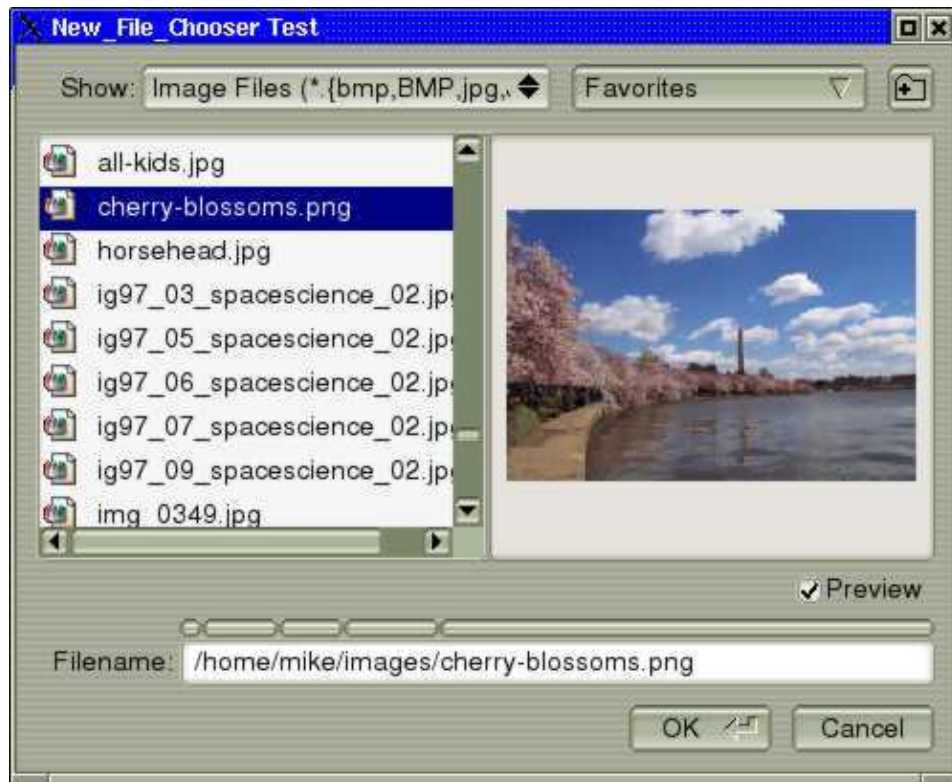 New_File_Chooser Test
Show: Image Files (*.{bmp,BMP,jpg, Favorites
all-kids.jpg
cherry-blossoms.png
horsehead.jpg
ig97_03_spacescience_02.jp
ig97_05_spacescience_02.jp
ig97_06_spacescience_02.jp
ig97_07_spacescience_02.jp
ig97_09_spacescience_02.jp
img_0349.jpg
Preview
Filename: /home/mike/images/cherry-blossoms.png
OK Cancel